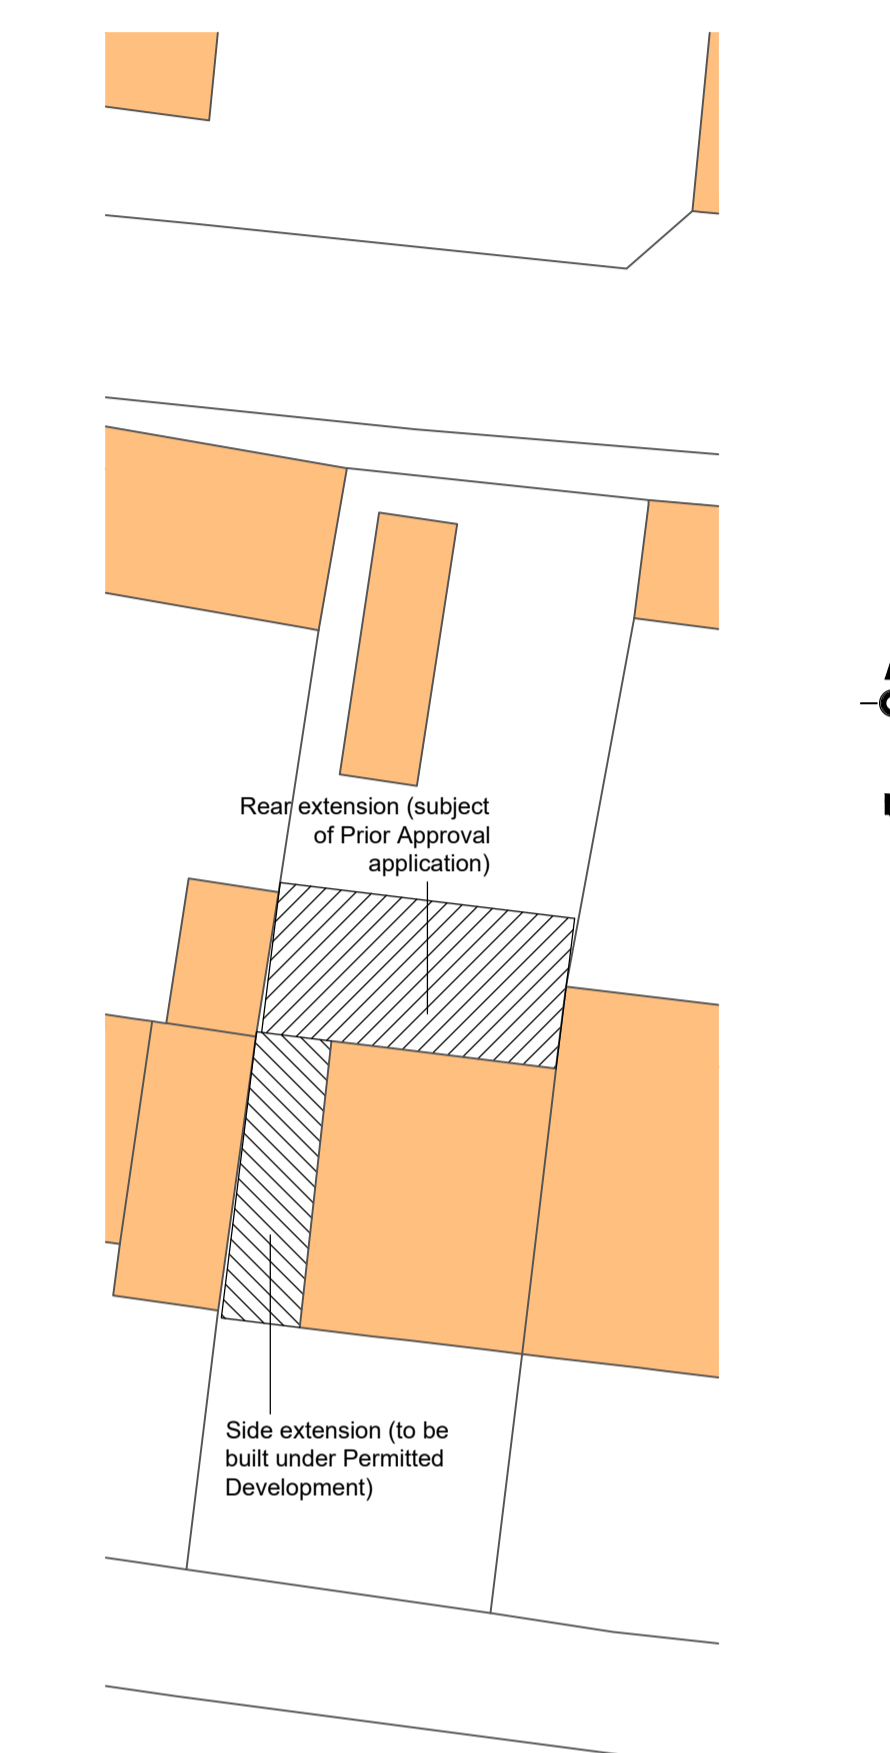 Rear extension (subject
of Prior Approval
application)
Side extension (to be
built under Permitted
Development)